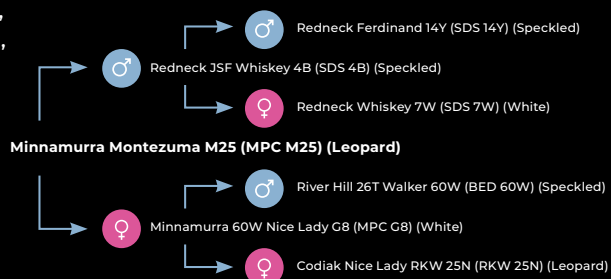 ,
Redneck Ferdinand 14Y (SDS 14Y) (Speckled)
,
Redneck JSF Whiskey 4B (SDS 4B) (Speckled)
Redneck Whiskey 7W (SDS 7W) (White)
Minnamurra Montezuma M25 (MPC M25) (Leopard)
River Hill 26T Walker 60W (BED 60W) (Speckled)
Minnamurra 60W Nice Lady G8 (MPC G8) (White)
Codiak Nice Lady RKW 25N (RKW 25N) (Leopard)